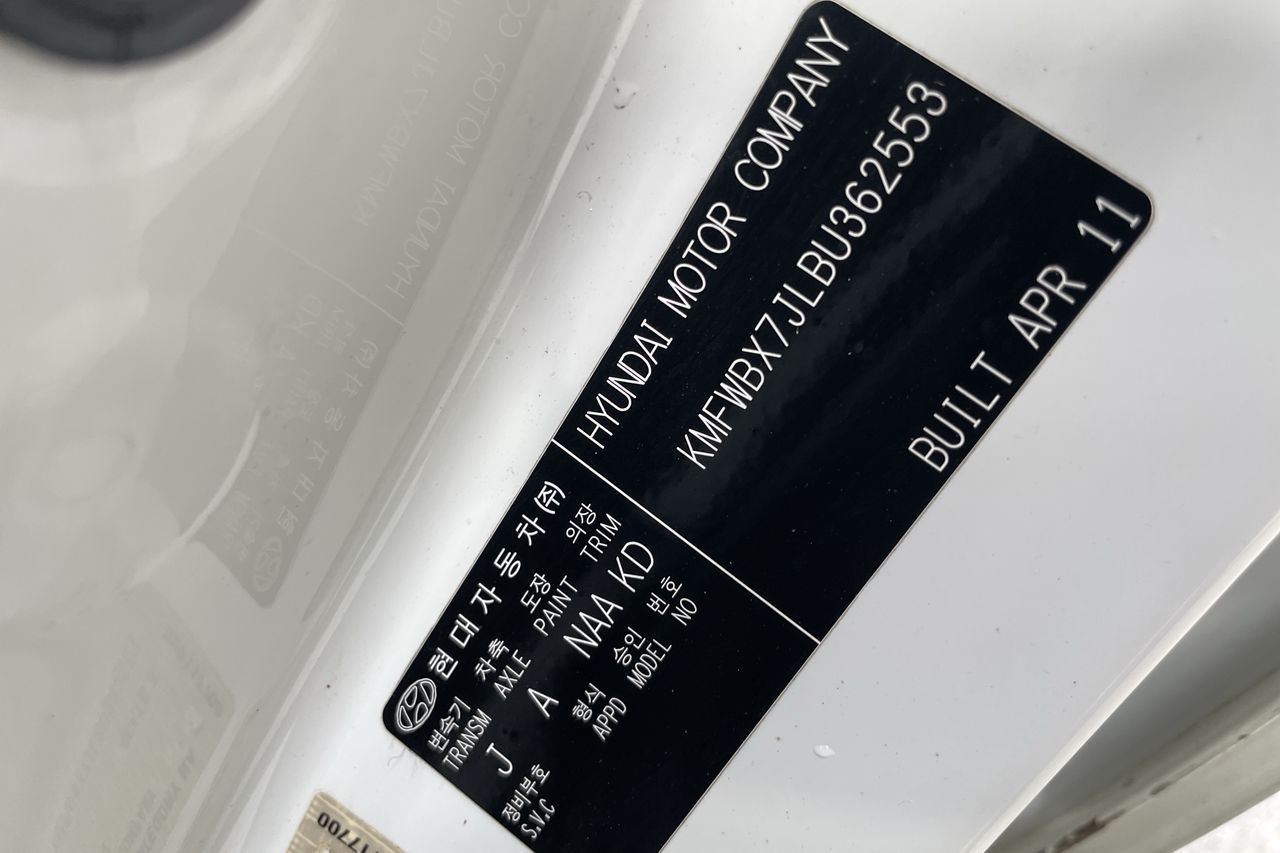 HYUNDAI MOTOR COMPANY
KMFWBX7JLBU362553
BUILT APR 11
현대자동차(주)
변속기 차축 도장 의장
TRANSM AXLE PAINT TRIM
J A NAA KD
정비부호 형식 승인 번호
S.V.C APPD MODEL NO
17700